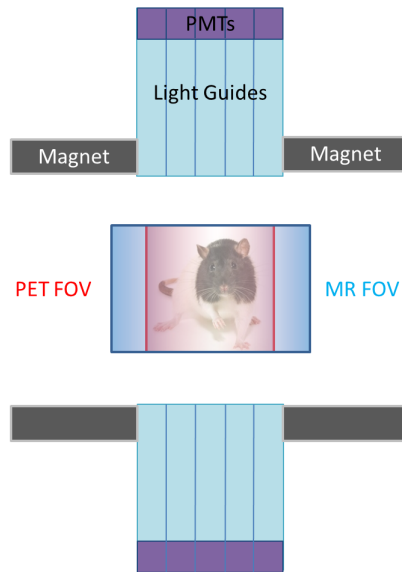 PMTs
Light Guides
Magnet
Magnet
PET FOV
MR FOV